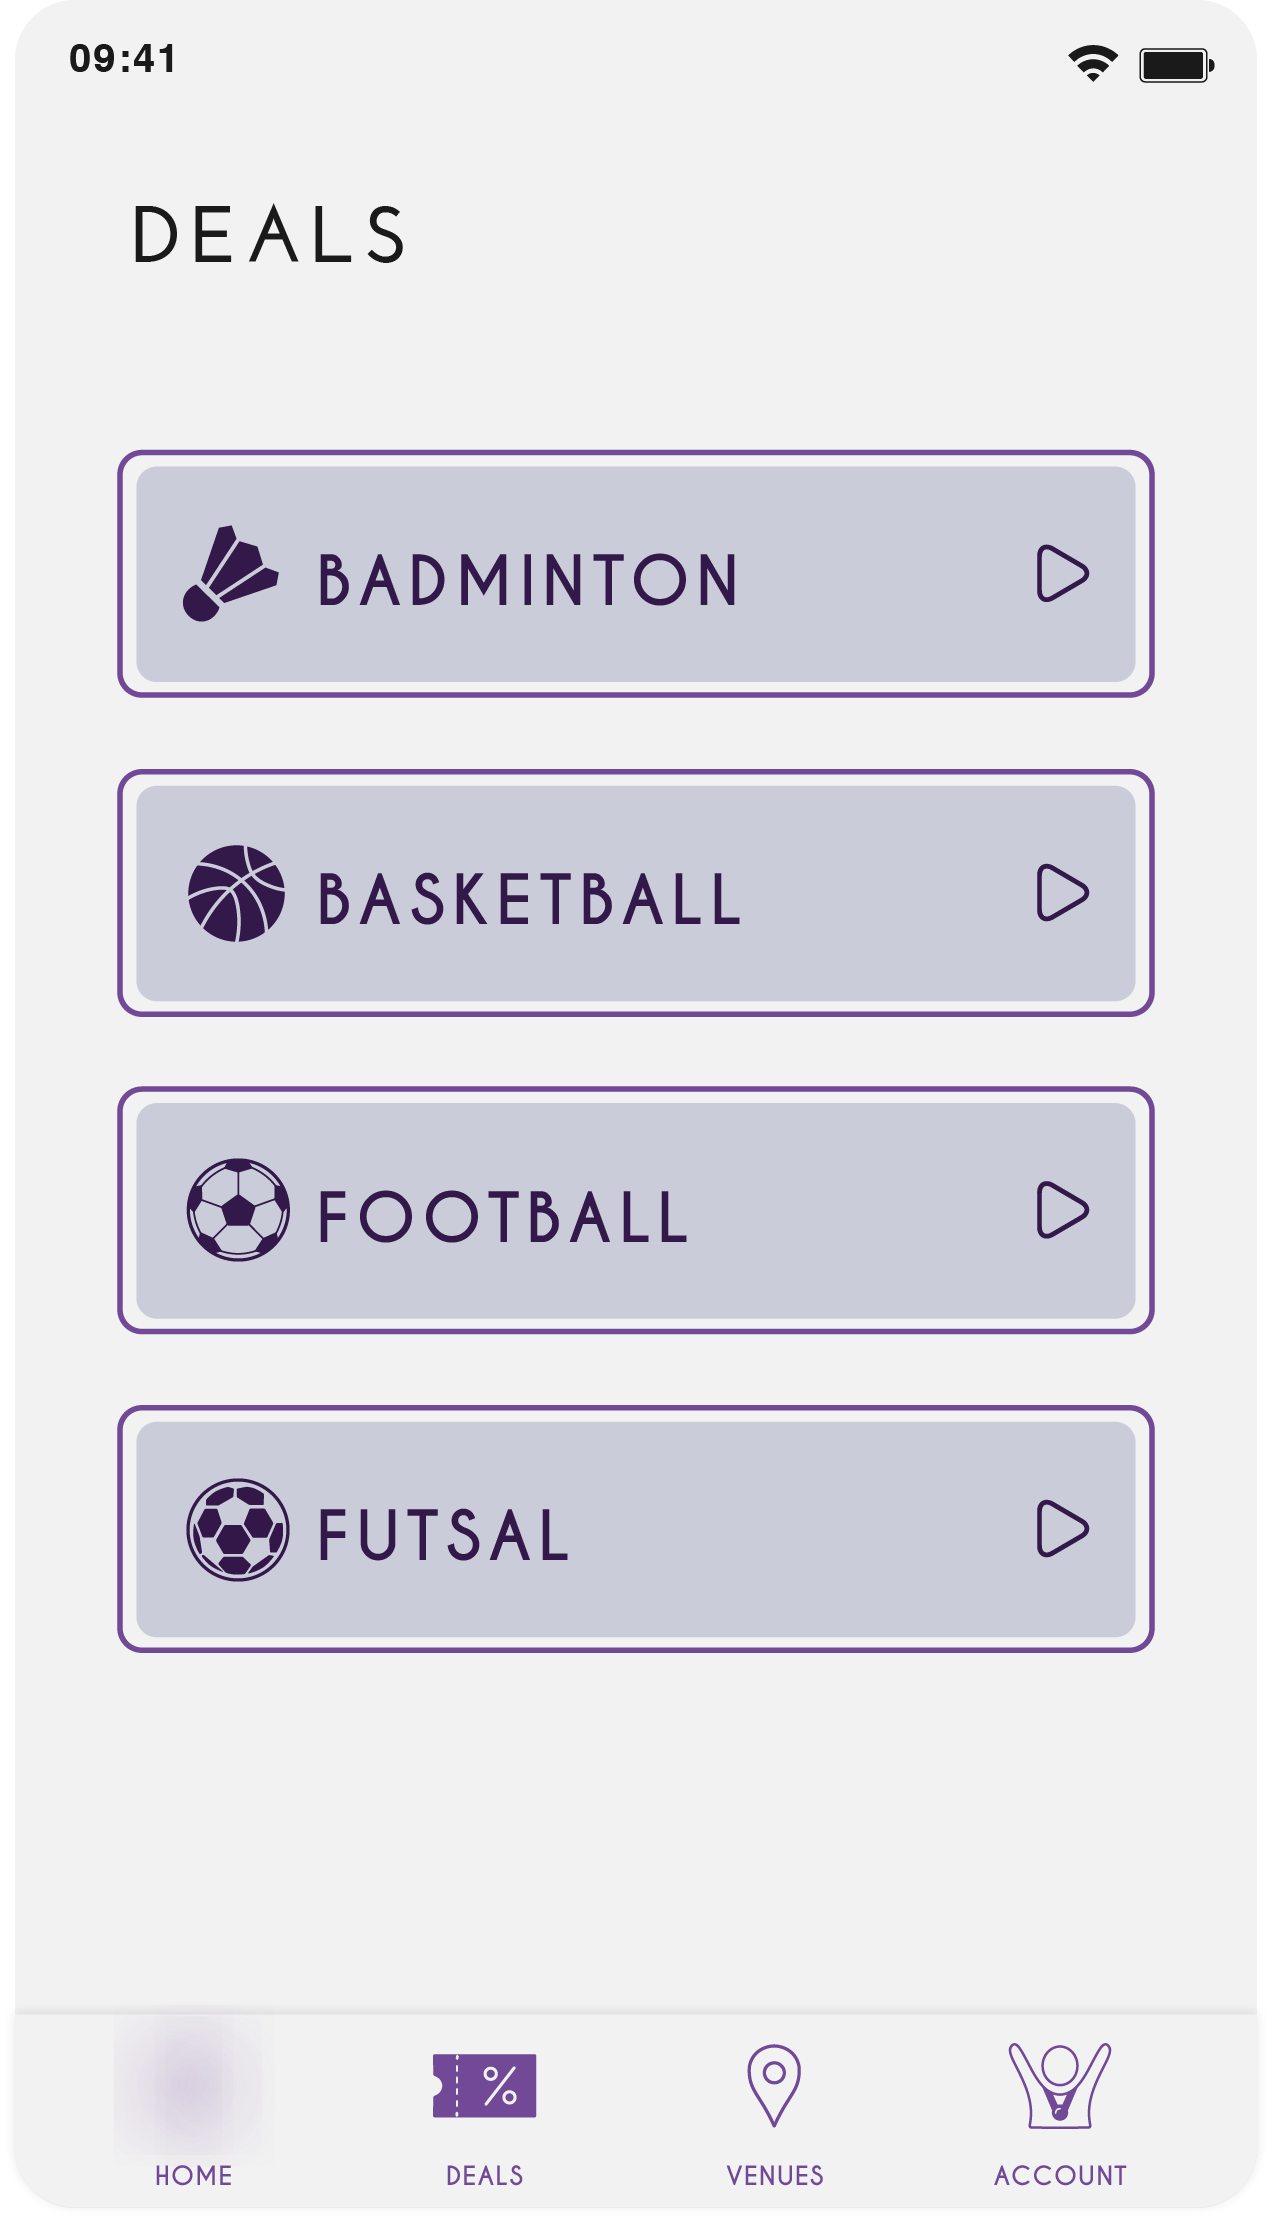 09:41
DEALS
BADMINTON
BASKETBALL
FOOTBALL
FUTSAL
%
HOME DEALS VENUES ACCOUNT